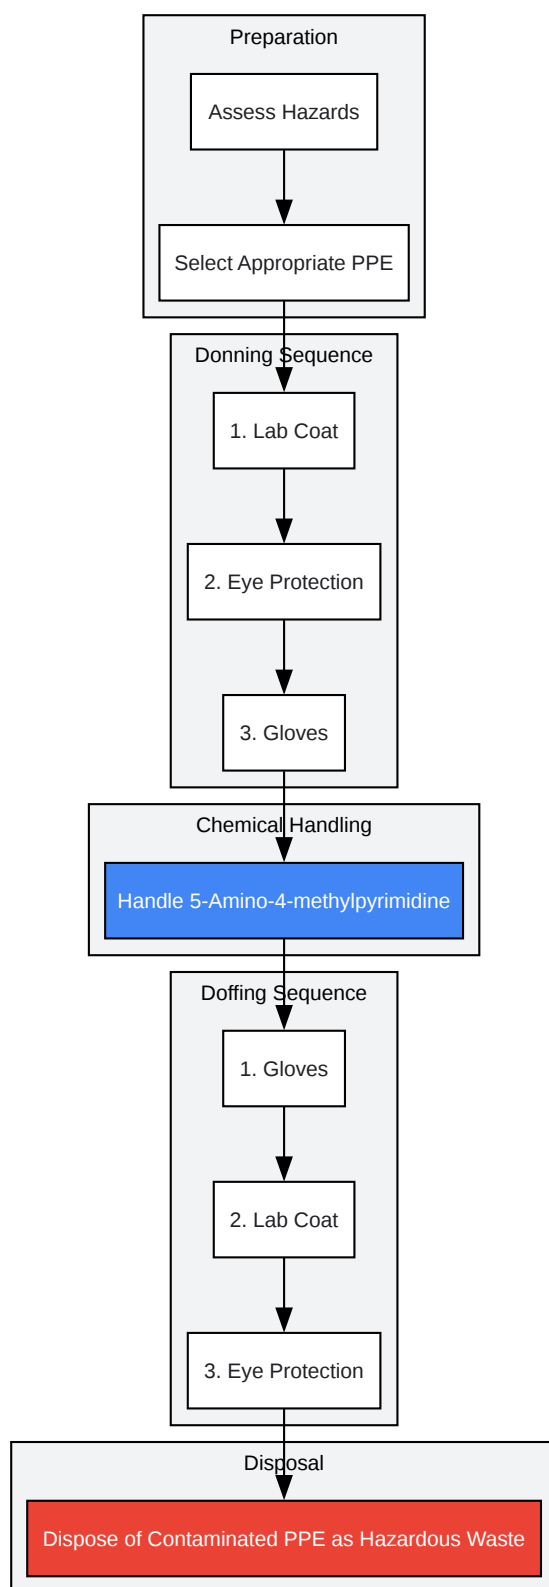 Preparation
Assess Hazards
Select Appropriate PPE
Donning Sequence
1. Lab Coat
2. Eye Protection
3. Gloves
Chemical Handling
Handle 5-Amino-4-methylpyrimidine
Doffing Sequence
1. Gloves
2. Lab Coat
3. Eye Protection
Disposal
Dispose of Contaminated PPE as Hazardous Waste